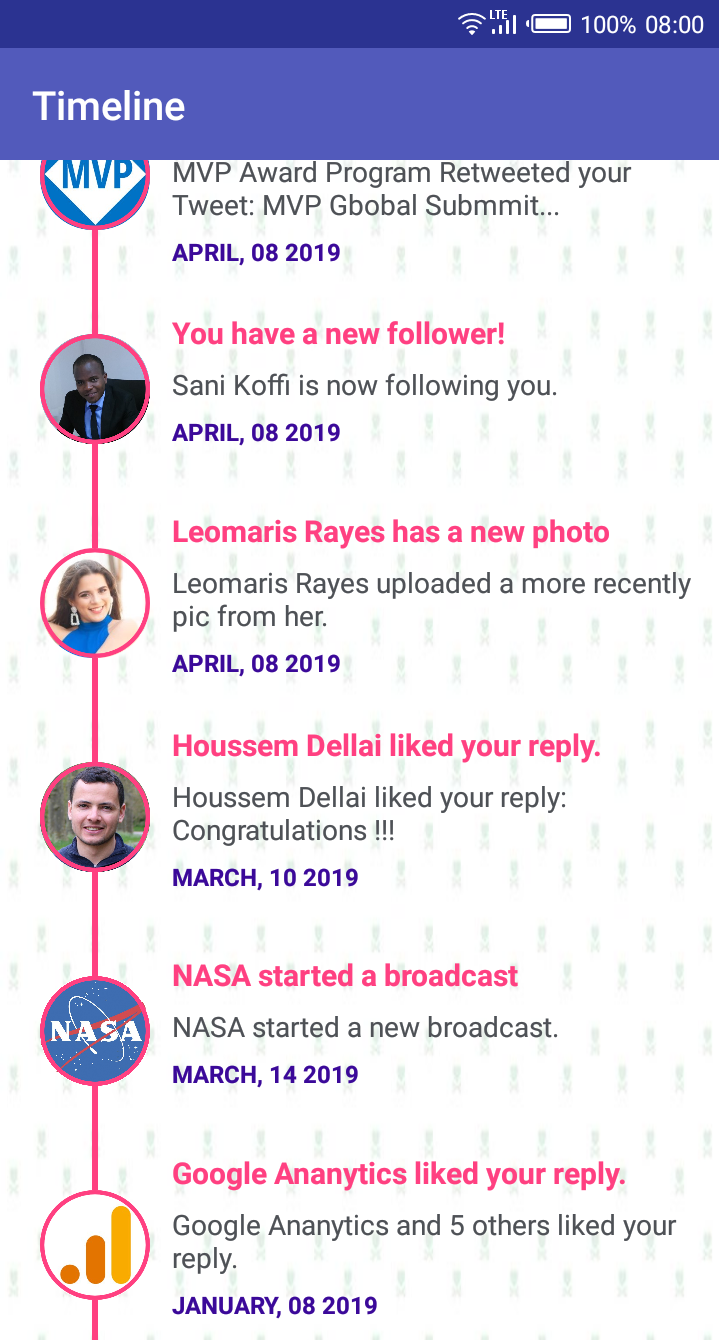 LTE 100% 08:00
Timeline
MVP
MVP Award Program Retweeted your
Tweet: MVP Gbobal Submmit...
APRIL, 08 2019
You have a new follower!
Sani Koffi is now following you.
APRIL, 08 2019
Leomaris Rayes has a new photo
Leomaris Rayes uploaded a more recently
pic from her.
APRIL, 08 2019
Houssem Dellai liked your reply.
Houssem Dellai liked your reply:
Congratulations !!!
MARCH, 10 2019
NASA started a broadcast
NASA
NASA started a new broadcast.
MARCH, 14 2019
Google Ananytics liked your reply.
Google Ananytics and 5 others liked your
reply.
JANUARY, 08 2019